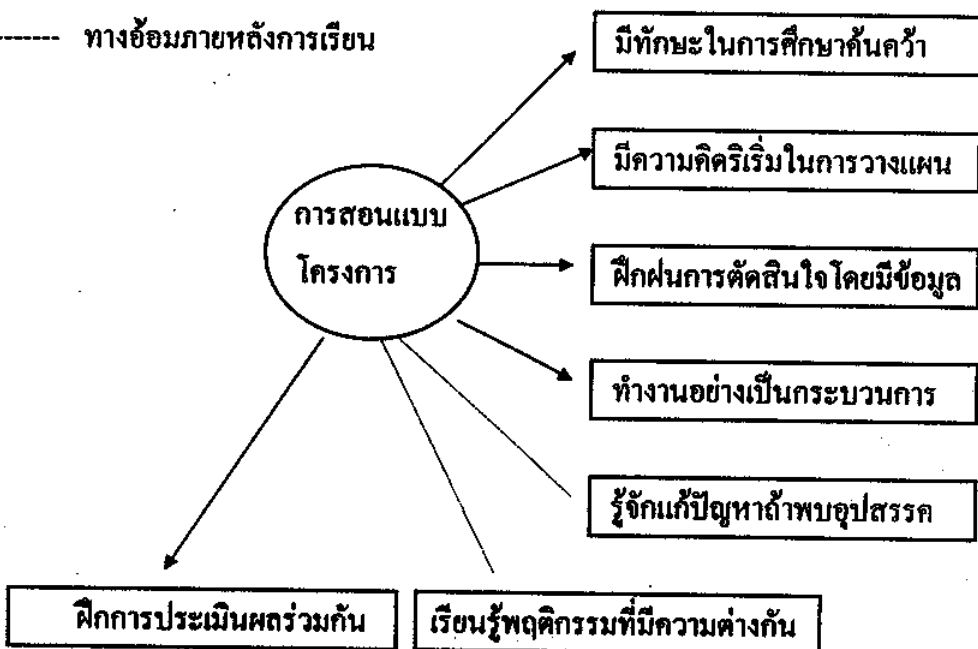 ------- ทางอ้อมภายหลังการเรียน
มีทักษะในการศึกษาค้นคว้า
มีความคิดริเริ่มในการวางแผน
การสอนแบบ
โครงการ
ฝึกฝนการตัดสินใจโดยมีข้อมูล
ทำงานอย่างเป็นกระบวนการ
รู้จักแก้ปัญหาถ้าพบอุปสรรค
ฝึกการประเมินผลร่วมกัน
เรียนรู้พฤติกรรมที่มีความต่างกัน